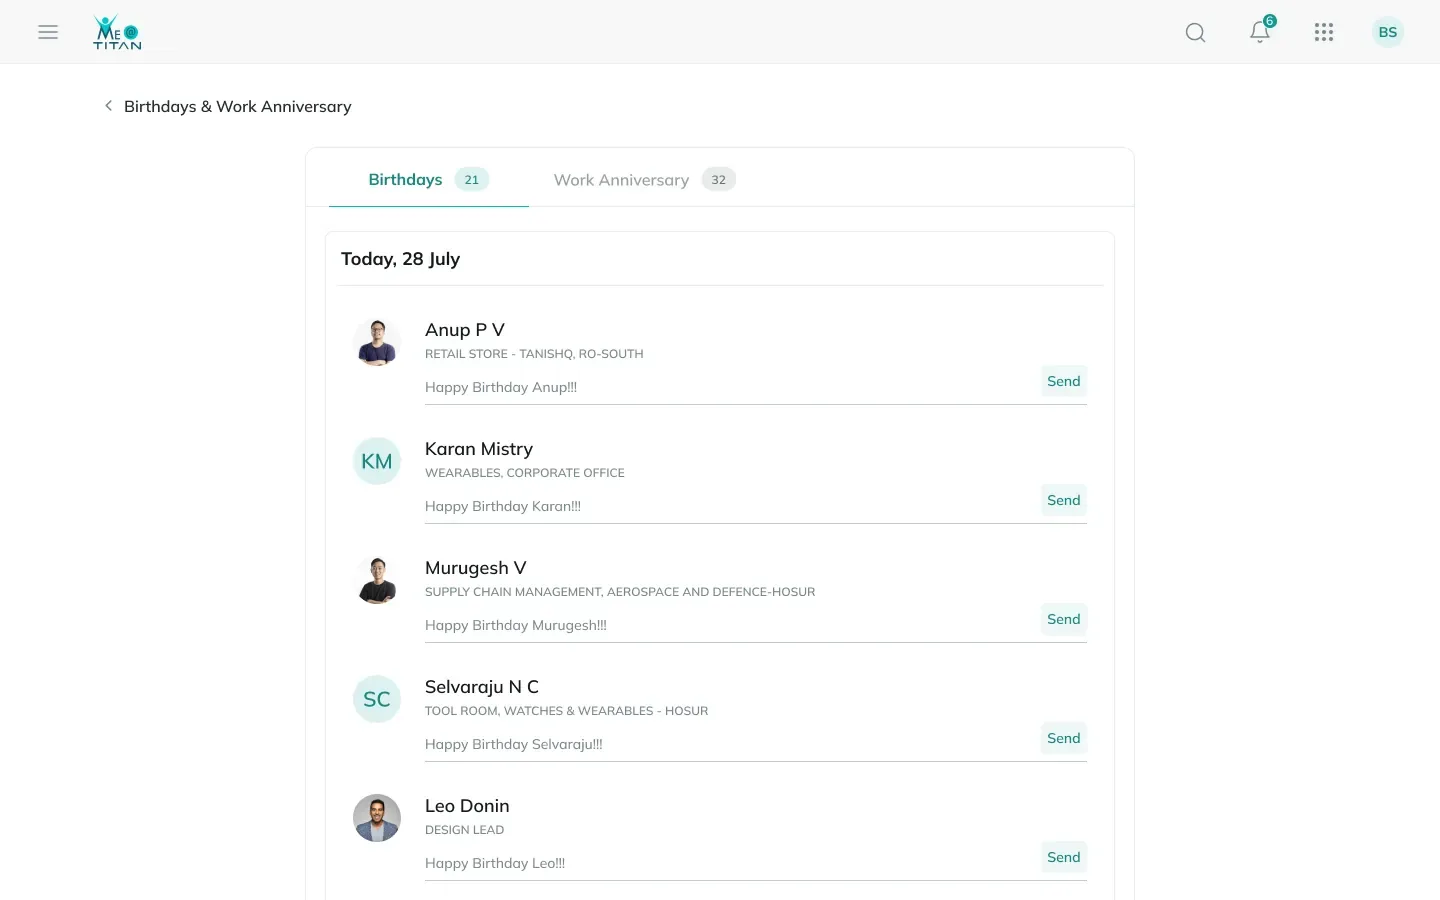 ME @
TITAN
6
BS
Birthdays & Work Anniversary
Birthdays 21
Work Anniversary 32
Today, 28 July
Anup P V
RETAIL STORE - TANISHQ, RO-SOUTH
Happy Birthday Anup!!!
Send
KM
Karan Mistry
WEARABLES, CORPORATE OFFICE
Happy Birthday Karan!!!
Send
Murugesh V
SUPPLY CHAIN MANAGEMENT, AEROSPACE AND DEFENCE-HOSUR
Happy Birthday Murugesh!!!
Send
SC
Selvaraju N C
TOOL ROOM, WATCHES & WEARABLES - HOSUR
Happy Birthday Selvaraju!!!
Send
Leo Donin
DESIGN LEAD
Happy Birthday Leo!!!
Send